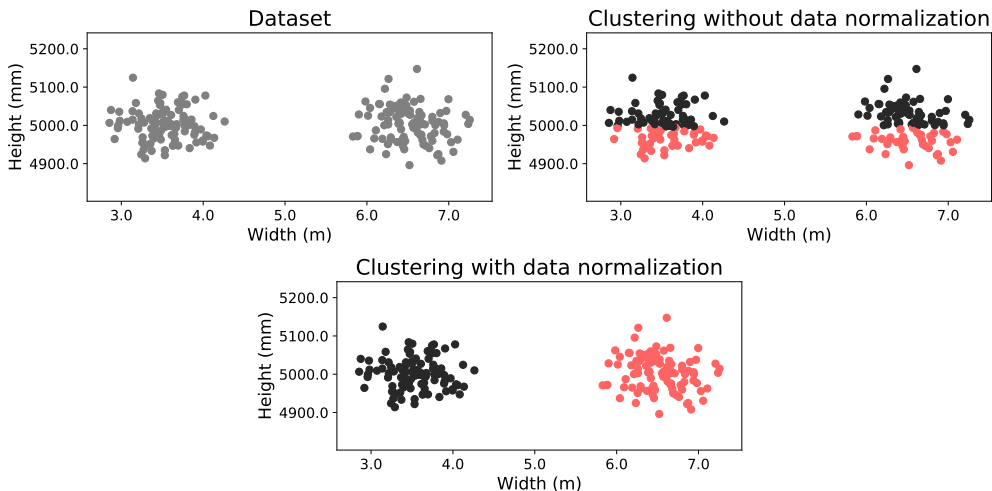 Dataset
Height (mm)
5200.0
5100.0
5000.0
4900.0
3.0 4.0 5.0 6.0 7.0
Width (m)
Clustering without data normalization
Height (mm)
5200.0
5100.0
5000.0
4900.0
3.0 4.0 5.0 6.0 7.0
Width (m)
Clustering with data normalization
Height (mm)
5200.0
5100.0
5000.0
4900.0
3.0 4.0 5.0 6.0 7.0
Width (m)